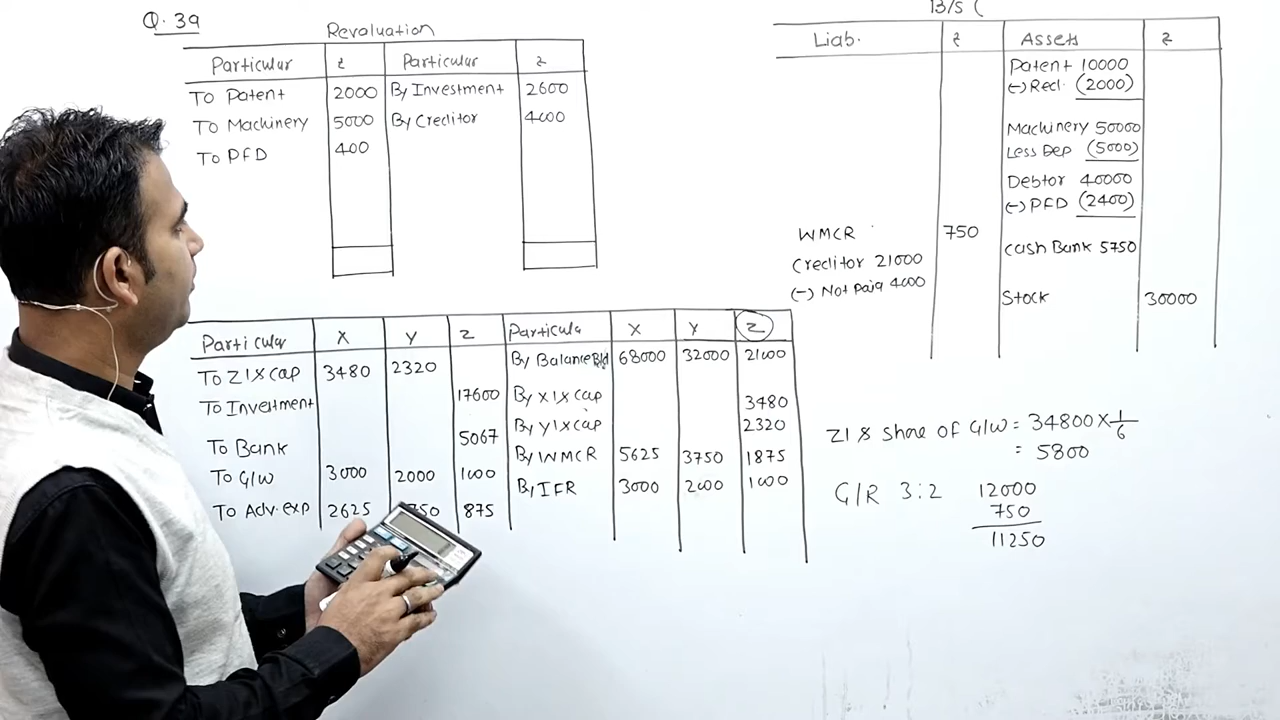 Q. 39
Revaluation
Particular ₹ Particular ₹
To Patent 2000 By Investment 2600
To Machinery 5000 By Creditor 4000
To PFD 400
B/S (
Liab. ₹ Assets ₹
Patent 10000
(-) Red. (2000)
Machinery 50000
Less Dep (5000)
Debtor 40000
(-) PFD (2400)
WMCR 750
Cash Bank 5750
Creditor 21000
(-) Not paid 4000
Stock 30000
Particular X Y Z Particula X Y Z
To Z's cap 3480 2320 By Balance B/d 68000 32000 21000
To Investment 17600 By X's cap 3480
By Y's cap 2320
To Bank 5067 By WMCR 5625 3750 1875
To G/W 3000 2000 1000 By IFR 3000 2000 1000
To Adv. exp 2625 50 875
Z's share of G/W = 34800 × 1/6
= 5800
G/R 3:2 12000
750
11250